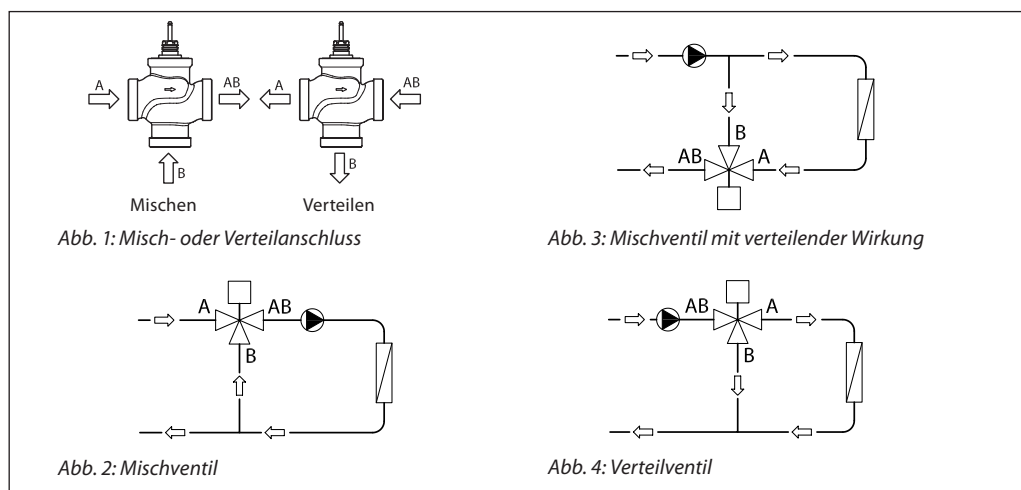 A
AB
A
AB
B
B
Mischen
Verteilen
Abb. 1: Misch- oder Verteilanschluss
B
AB
A
Abb. 3: Mischventil mit verteilender Wirkung
A
AB
B
Abb. 2: Mischventil
AB
A
B
Abb. 4: Verteilventil